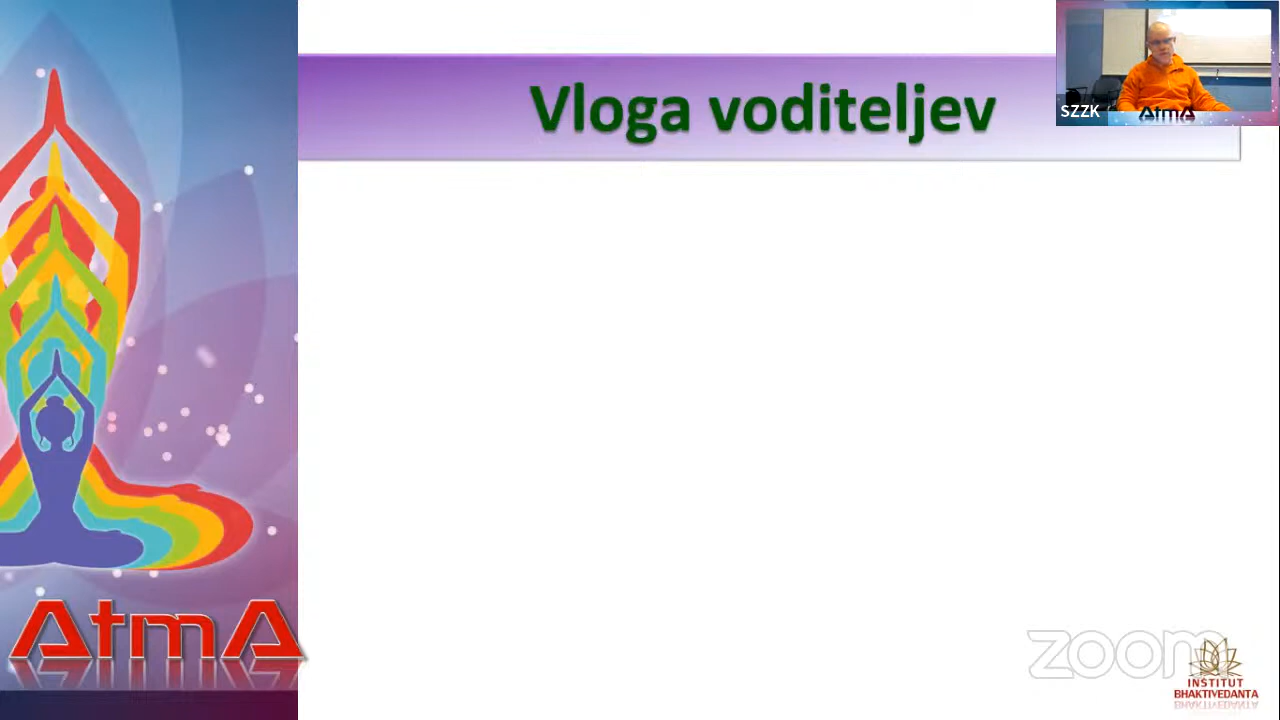 Vloga voditeljev
SZZK
AtmA
AtmA
zoom
INSTITUT
BHAKTIVEDANTA